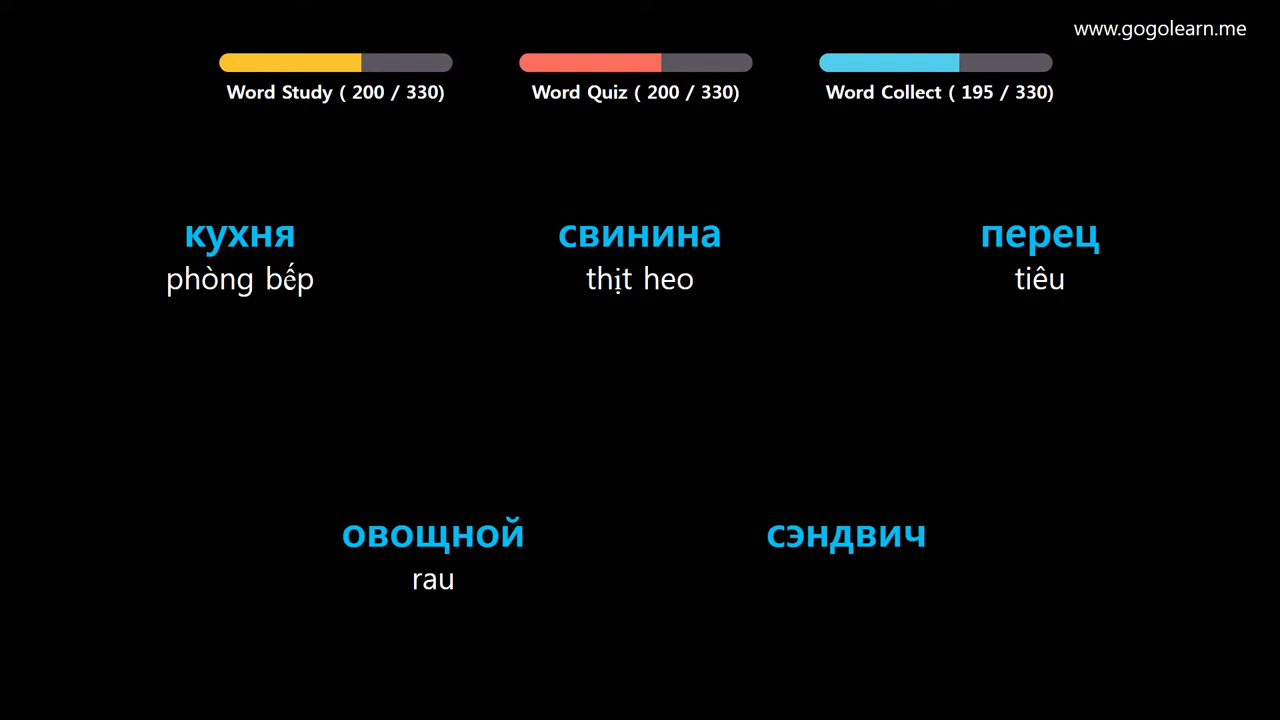 www.gogolearn.me
Word Study ( 200 / 330)
Word Quiz ( 200 / 330)
Word Collect ( 195 / 330)
кухня
phòng bếp
свинина
thịt heo
перец
tiêu
овощной
rau
сэндвич